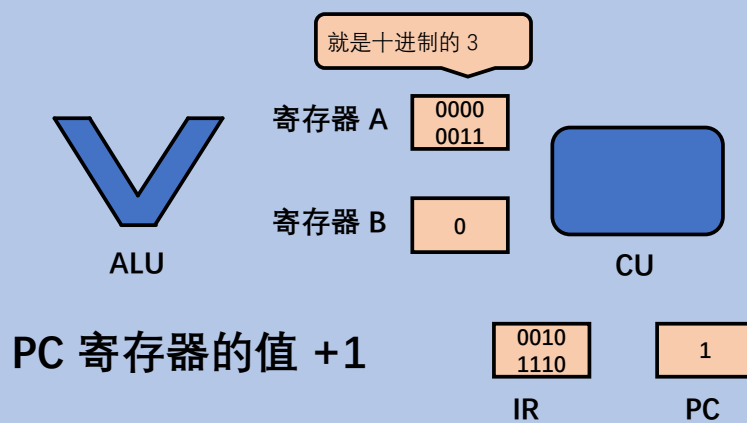 就是十进制的 3
寄存器 A
0000
0011
寄存器 B
0
ALU
CU
PC 寄存器的值 +1
0010
1110
1
IR
PC